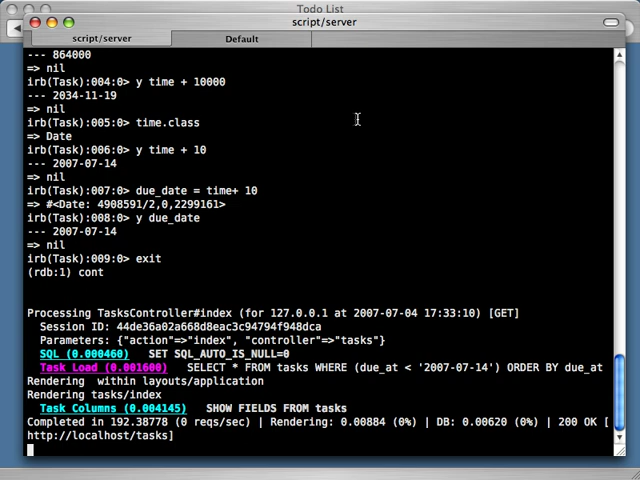 Todo List
script/server
script/server
Default
--- 864000
=> nil
irb(Task):004:0> y time + 10000
--- 2034-11-19
=> nil
irb(Task):005:0> time.class
=> Date
irb(Task):006:0> y time + 10
--- 2007-07-14
=> nil
irb(Task):007:0> due_date = time+ 10
=> #<Date: 4908591/2,0,2299161>
irb(Task):008:0> y due_date
--- 2007-07-14
=> nil
irb(Task):009:0> exit
(rdb:1) cont
Processing TasksController#index (for 127.0.0.1 at 2007-07-04 17:33:10) [GET]
Session ID: 44de36a02a668d8eac3c94794f948dca
Parameters: {"action"=>"index", "controller"=>"tasks"}
SQL (0.000460) SET SQL_AUTO_IS_NULL=0
Task Load (0.001600) SELECT * FROM tasks WHERE (due_at < '2007-07-14') ORDER BY due_at
Rendering within layouts/application
Rendering tasks/index
Task Columns (0.004145) SHOW FIELDS FROM tasks
Completed in 192.38778 (0 reqs/sec) | Rendering: 0.00884 (0%) | DB: 0.00620 (0%) | 200 OK [
http://localhost/tasks]